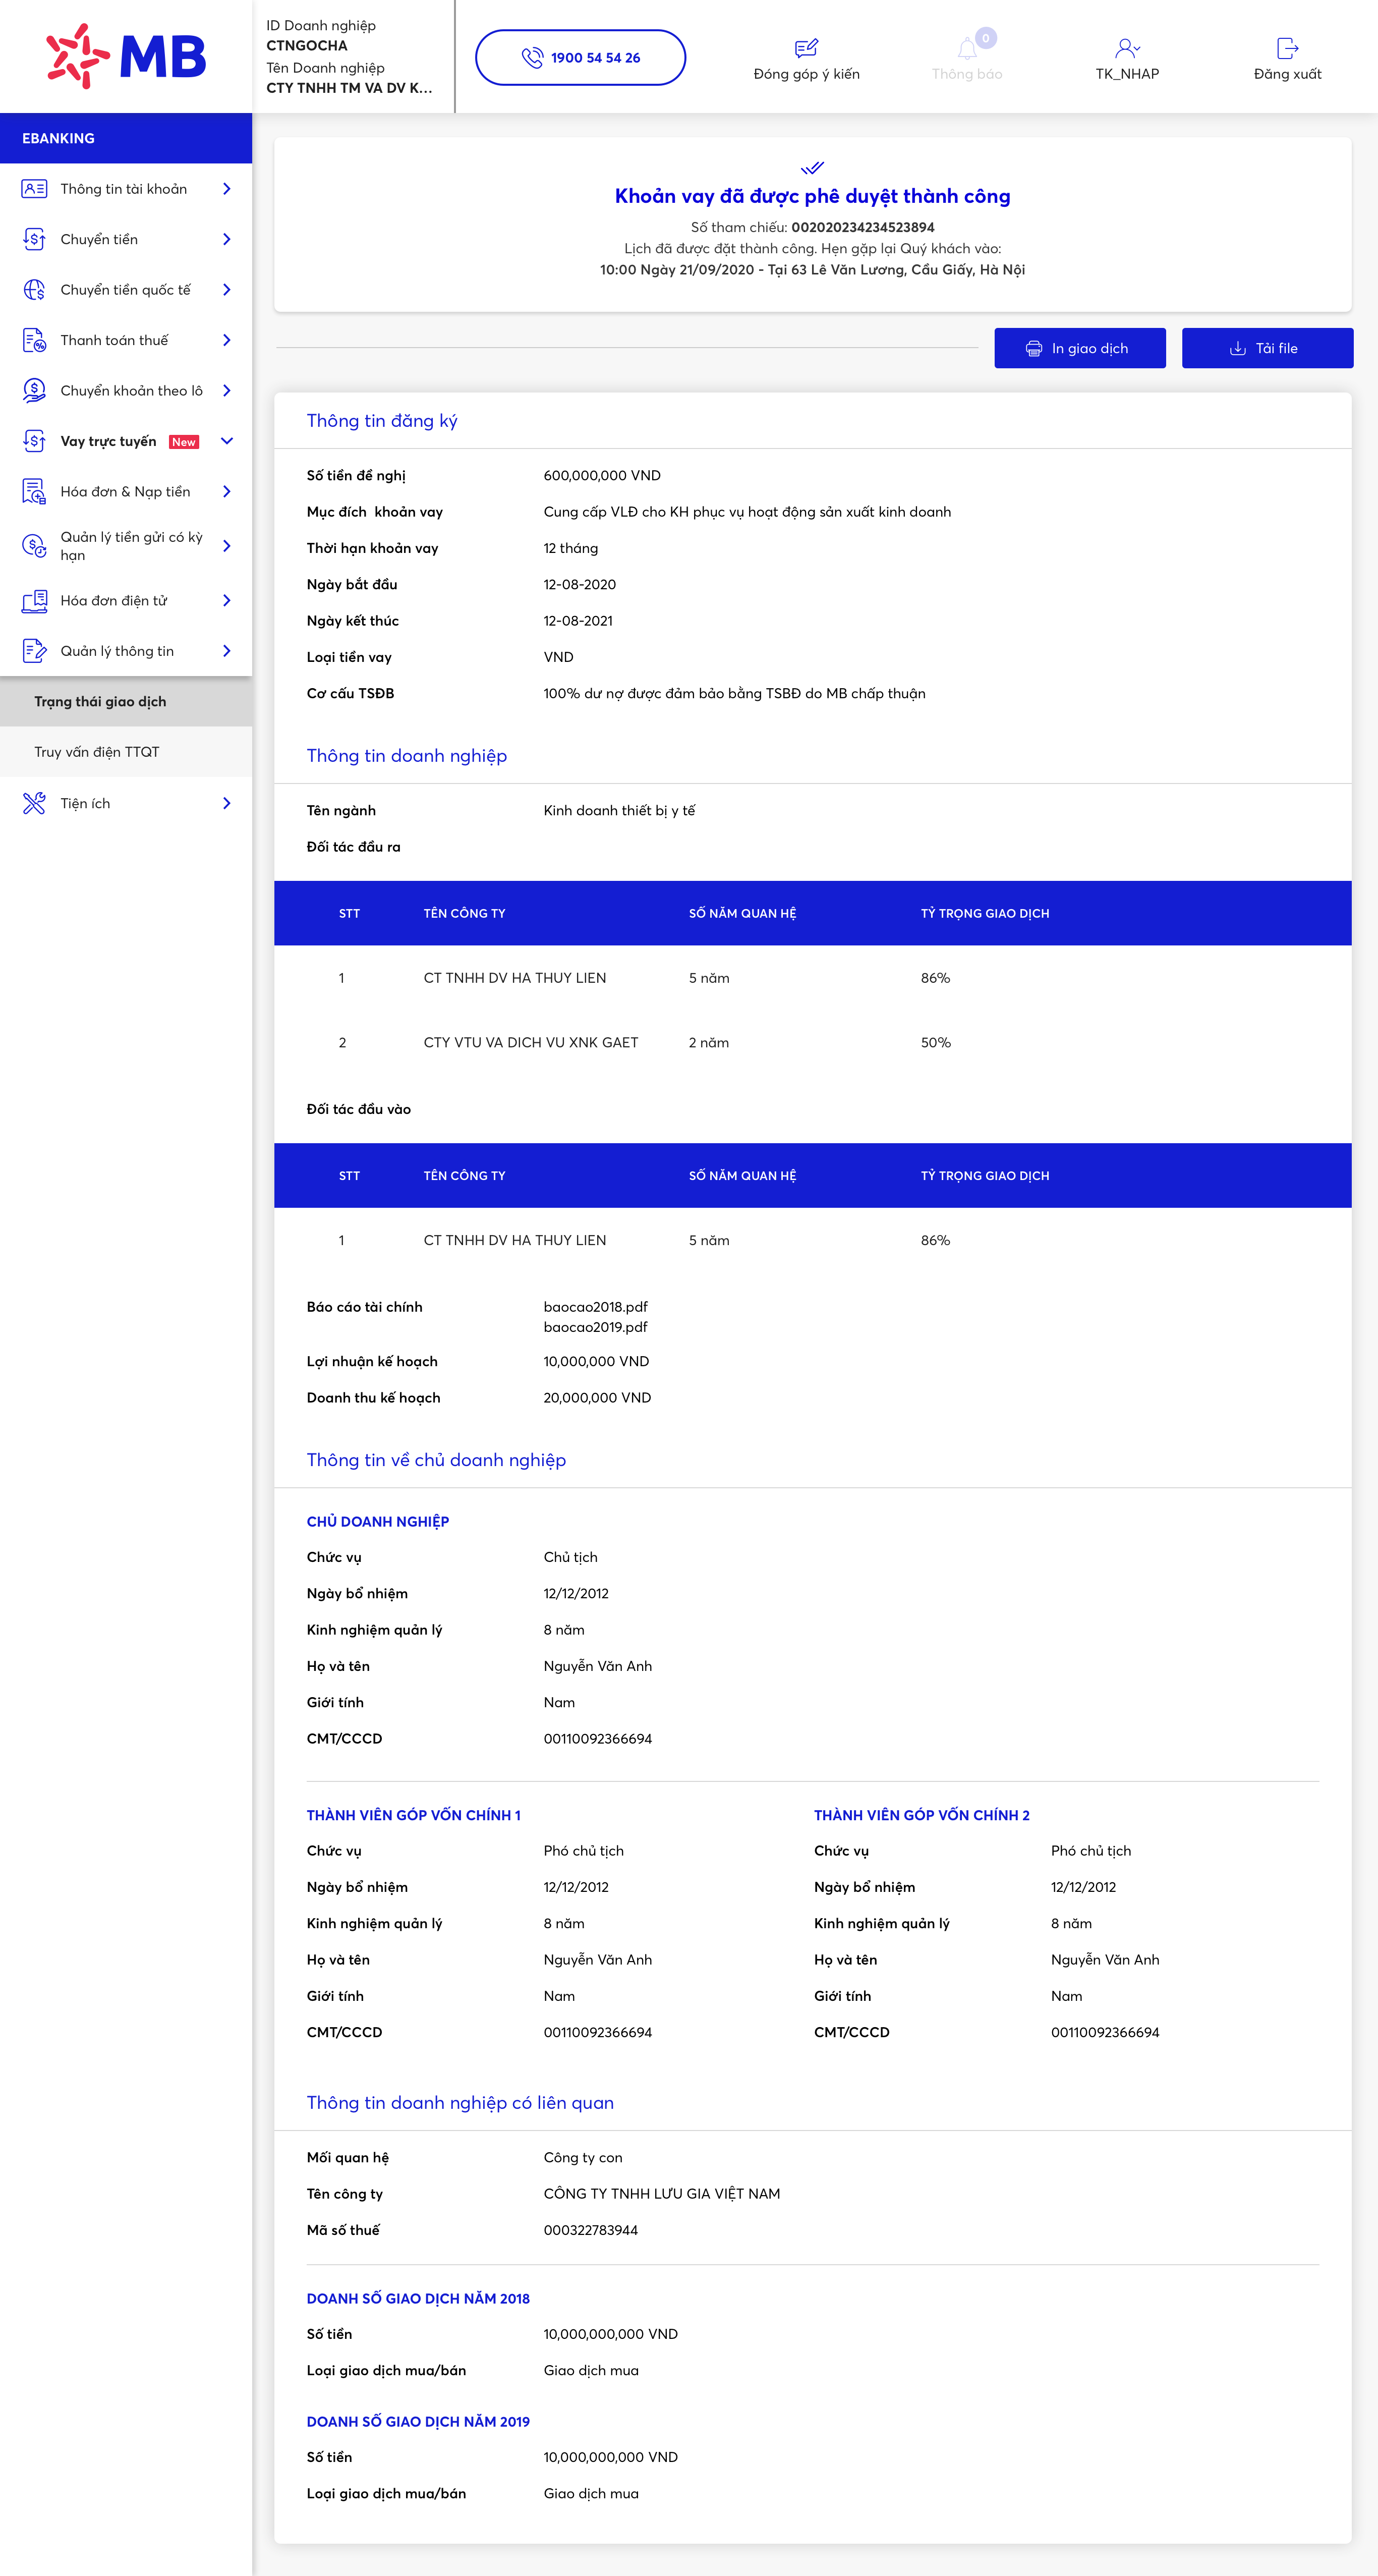 MB
ID Doanh nghiệp
CTNGOCHA
Tên Doanh nghiệp
CTY TNHH TM VA DV K...
1900 54 54 26
Đóng góp ý kiến
0
Thông báo
TK_NHAP
Đăng xuất
EBANKING
Thông tin tài khoản
Chuyển tiền
Chuyển tiền quốc tế
Thanh toán thuế
Chuyển khoản theo lô
Vay trực tuyến New
Hóa đơn & Nạp tiền
Quản lý tiền gửi có kỳ
hạn
Hóa đơn điện tử
Quản lý thông tin
Trạng thái giao dịch
Truy vấn điện TTQT
Tiện ích
Khoản vay đã được phê duyệt thành công
Số tham chiếu: 002020234234523894
Lịch đã được đặt thành công. Hẹn gặp lại Quý khách vào:
10:00 Ngày 21/09/2020 - Tại 63 Lê Văn Lương, Cầu Giấy, Hà Nội
In giao dịch
Tải file
Thông tin đăng ký
Số tiền đề nghị 600,000,000 VND
Mục đích  khoản vay Cung cấp VLĐ cho KH phục vụ hoạt động sản xuất kinh doanh
Thời hạn khoản vay 12 tháng
Ngày bắt đầu 12-08-2020
Ngày kết thúc 12-08-2021
Loại tiền vay VND
Cơ cấu TSĐB 100% dư nợ được đảm bảo bằng TSBĐ do MB chấp thuận
Thông tin doanh nghiệp
Tên ngành Kinh doanh thiết bị y tế
Đối tác đầu ra
STT TÊN CÔNG TY SỐ NĂM QUAN HỆ TỶ TRỌNG GIAO DỊCH
1 CT TNHH DV HA THUY LIEN 5 năm 86%
2 CTY VTU VA DICH VU XNK GAET 2 năm 50%
Đối tác đầu vào
STT TÊN CÔNG TY SỐ NĂM QUAN HỆ TỶ TRỌNG GIAO DỊCH
1 CT TNHH DV HA THUY LIEN 5 năm 86%
Báo cáo tài chính baocao2018.pdf
baocao2019.pdf
Lợi nhuận kế hoạch 10,000,000 VND
Doanh thu kế hoạch 20,000,000 VND
Thông tin về chủ doanh nghiệp
CHỦ DOANH NGHIỆP
Chức vụ Chủ tịch
Ngày bổ nhiệm 12/12/2012
Kinh nghiệm quản lý 8 năm
Họ và tên Nguyễn Văn Anh
Giới tính Nam
CMT/CCCD 00110092366694
THÀNH VIÊN GÓP VỐN CHÍNH 1
Chức vụ Phó chủ tịch
Ngày bổ nhiệm 12/12/2012
Kinh nghiệm quản lý 8 năm
Họ và tên Nguyễn Văn Anh
Giới tính Nam
CMT/CCCD 00110092366694
THÀNH VIÊN GÓP VỐN CHÍNH 2
Chức vụ Phó chủ tịch
Ngày bổ nhiệm 12/12/2012
Kinh nghiệm quản lý 8 năm
Họ và tên Nguyễn Văn Anh
Giới tính Nam
CMT/CCCD 00110092366694
Thông tin doanh nghiệp có liên quan
Mối quan hệ Công ty con
Tên công ty CÔNG TY TNHH LƯU GIA VIỆT NAM
Mã số thuế 000322783944
DOANH SỐ GIAO DỊCH NĂM 2018
Số tiền 10,000,000,000 VND
Loại giao dịch mua/bán Giao dịch mua
DOANH SỐ GIAO DỊCH NĂM 2019
Số tiền 10,000,000,000 VND
Loại giao dịch mua/bán Giao dịch mua